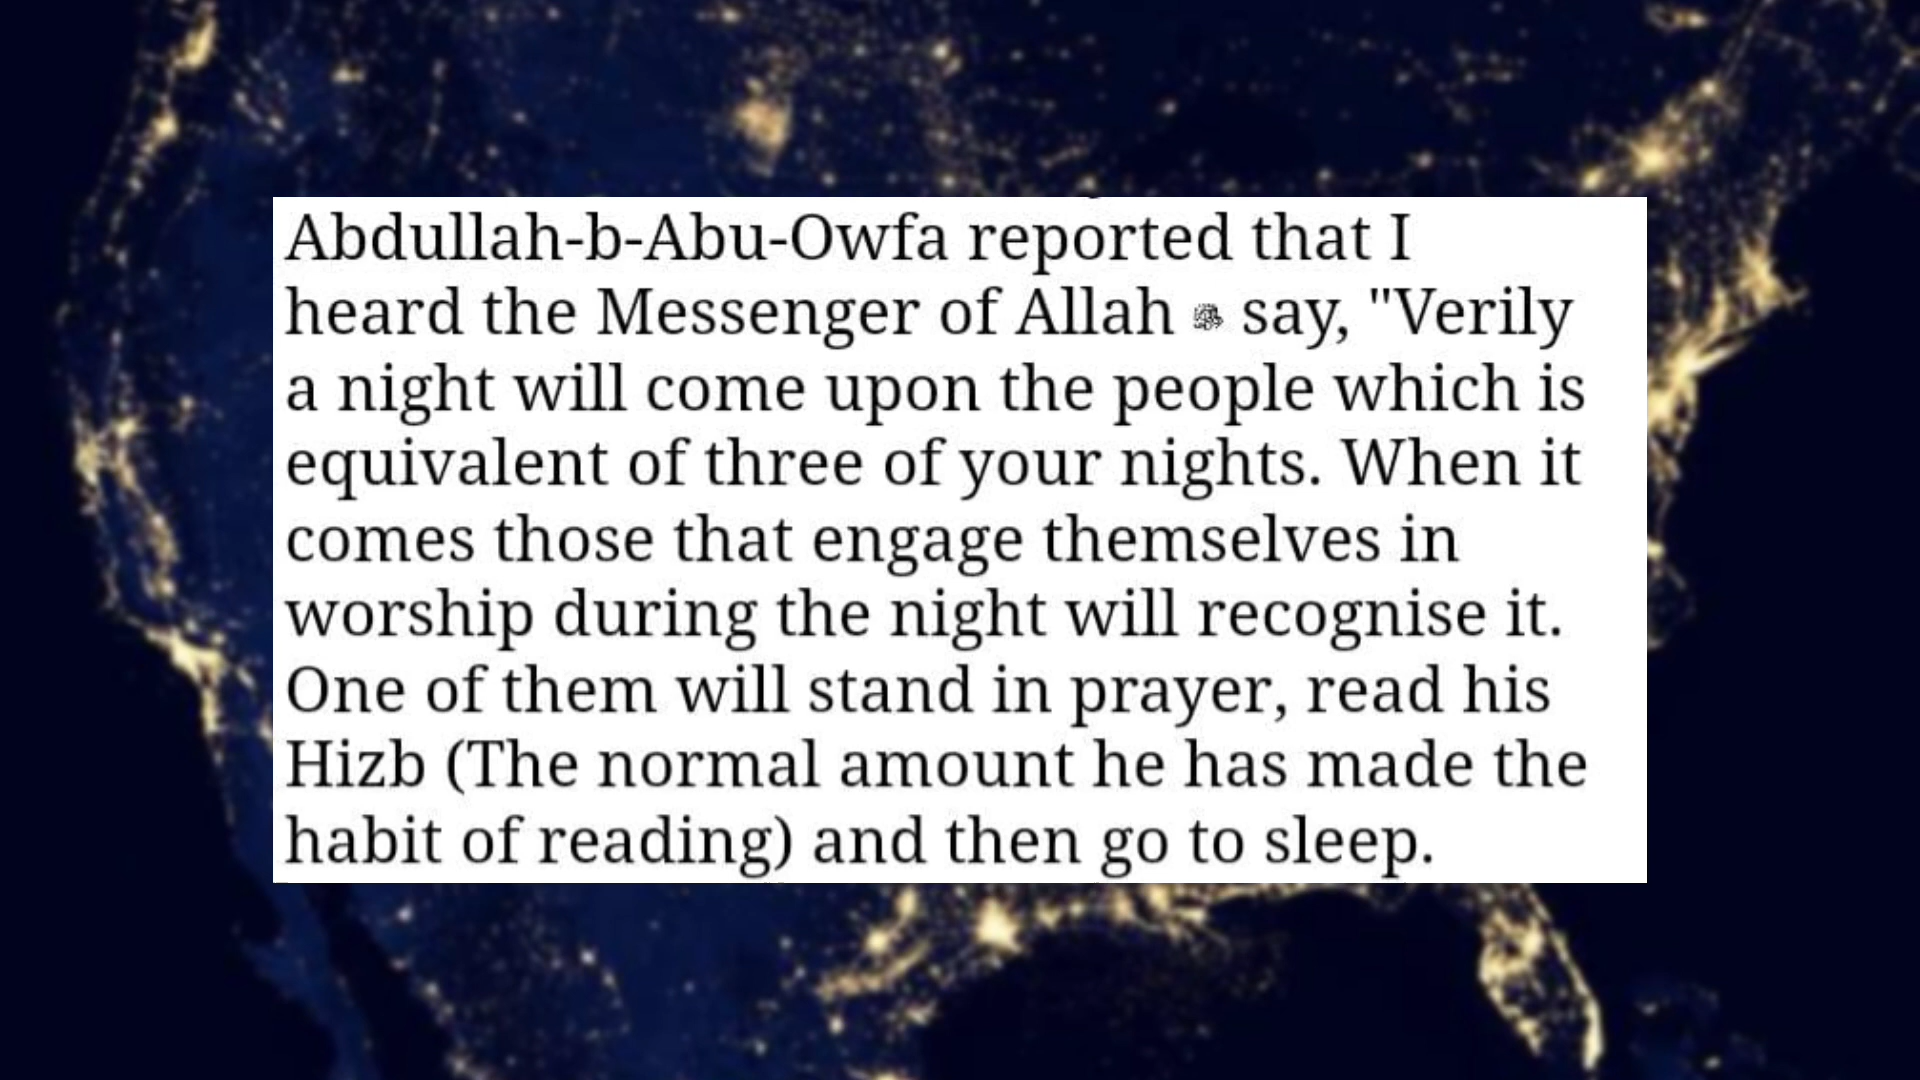 Abdullah-b-Abu-Owfa reported that I
heard the Messenger of Allah ﷺ say, "Verily
a night will come upon the people which is
equivalent of three of your nights. When it
comes those that engage themselves in
worship during the night will recognise it.
One of them will stand in prayer, read his
Hizb (The normal amount he has made the
habit of reading) and then go to sleep.